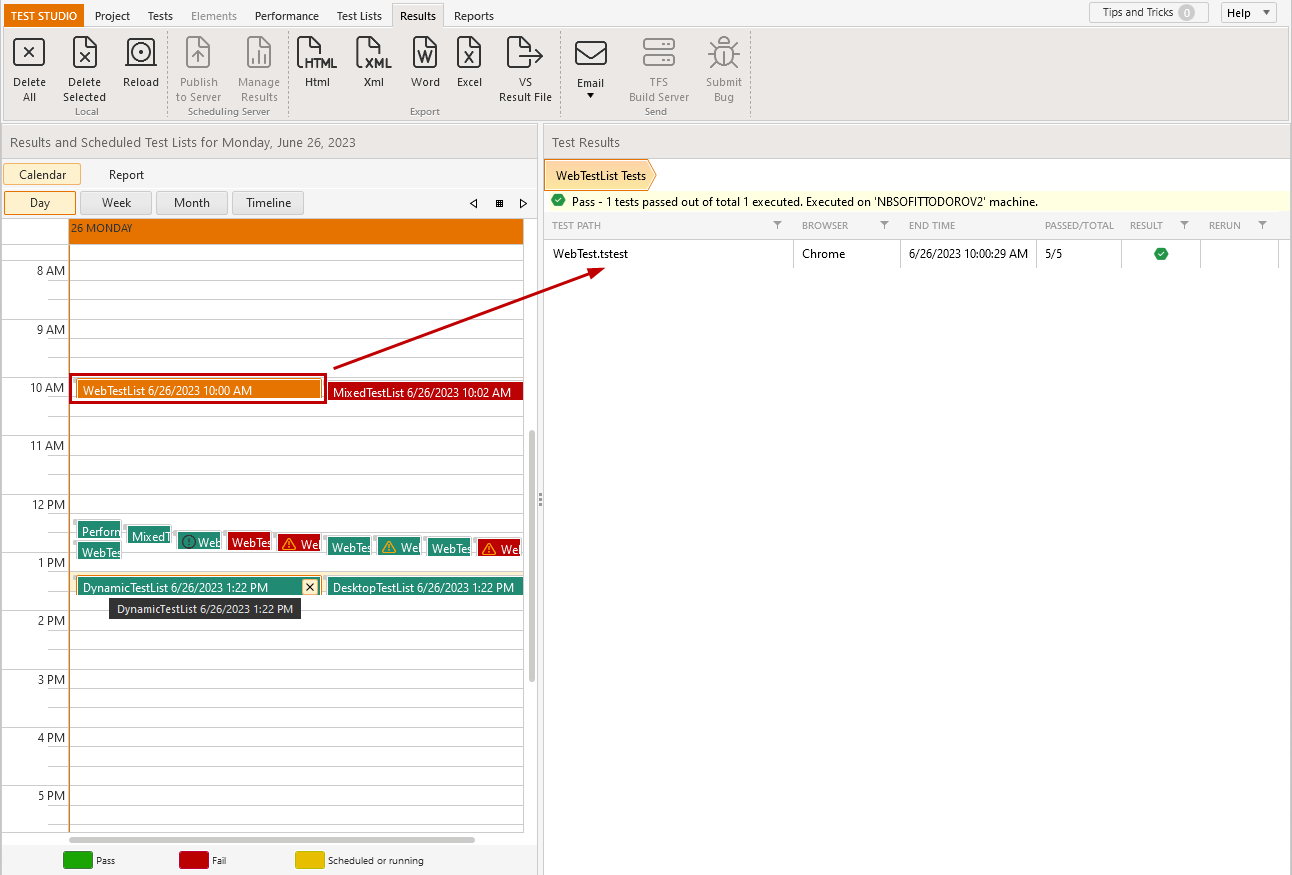 TEST STUDIO Project Tests Elements Performance Test Lists Results Reports Tips and Tricks 0 Help
Delete All
Delete Selected
Reload
Local
Publish to Server
Manage Results
Scheduling Server
HTML
Html
XML
Xml
W
Word
X
Excel
VS Result File
Export
Email
TFS Build Server
Submit Bug
Send
Results and Scheduled Test Lists for Monday, June 26, 2023
Calendar Report
Day Week Month Timeline
26 MONDAY
8 AM
9 AM
10 AM
WebTestList 6/26/2023 10:00 AM
MixedTestList 6/26/2023 10:02 AM
11 AM
12 PM
Perforn
MixedT
Web
WebTes
We
WebTes
We
WebTes
We
WebTes
1 PM
DynamicTestList 6/26/2023 1:22 PM
DesktopTestList 6/26/2023 1:22 PM
DynamicTestList 6/26/2023 1:22 PM
2 PM
3 PM
4 PM
5 PM
Pass Fail Scheduled or running
Test Results
WebTestList Tests
Pass - 1 tests passed out of total 1 executed. Executed on 'NBSOFITTODOROV2' machine.
TEST PATH BROWSER END TIME PASSED/TOTAL RESULT RERUN
WebTest.tstest Chrome 6/26/2023 10:00:29 AM 5/5